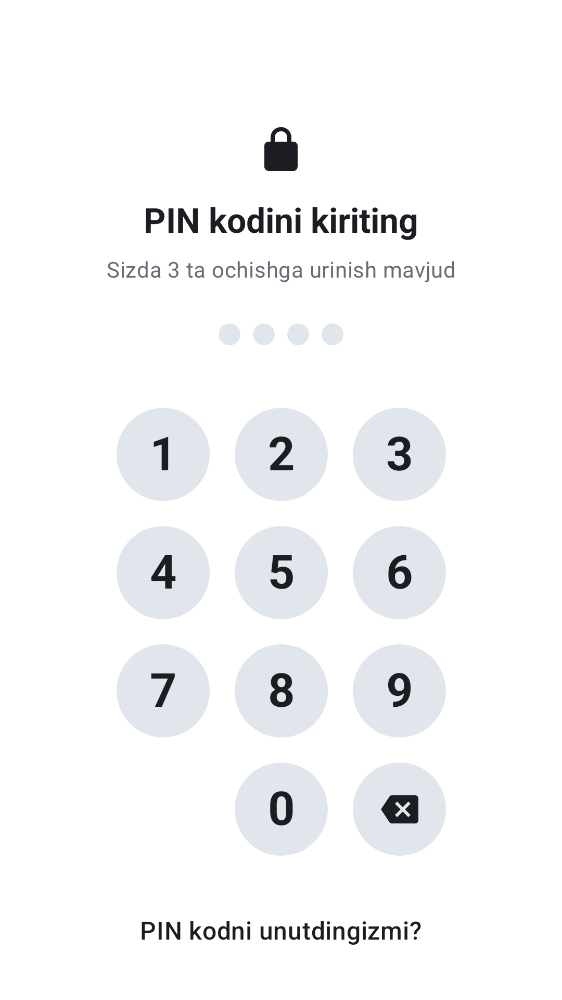 PIN kodini kiriting
Sizda 3 ta ochishga urinish mavjud
1 2 3
4 5 6
7 8 9
0
PIN kodni unutdingizmi?